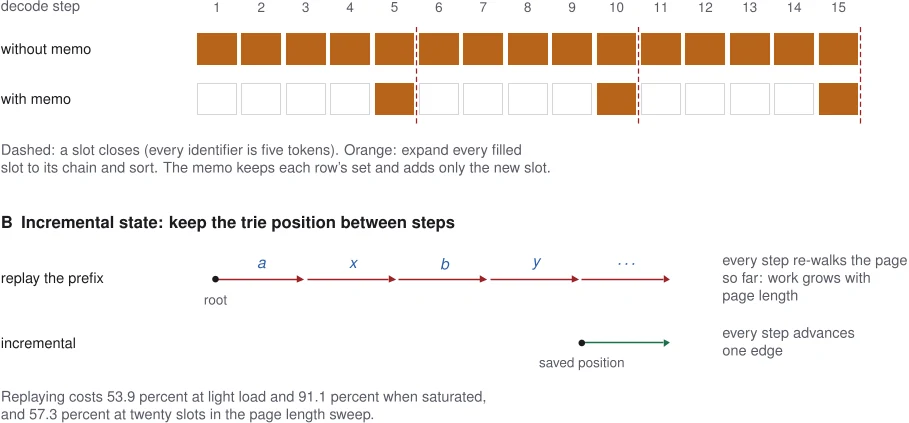 decode step 1 2 3 4 5 6 7 8 9 10 11 12 13 14 15
without memo
with memo
Dashed: a slot closes (every identifier is five tokens). Orange: expand every filled
slot to its chain and sort. The memo keeps each row's set and adds only the new slot.
B Incremental state: keep the trie position between steps
replay the prefix
a x b y ...
root
every step re-walks the page
so far: work grows with
page length
incremental
saved position
every step advances
one edge
Replaying costs 53.9 percent at light load and 91.1 percent when saturated,
and 57.3 percent at twenty slots in the page length sweep.